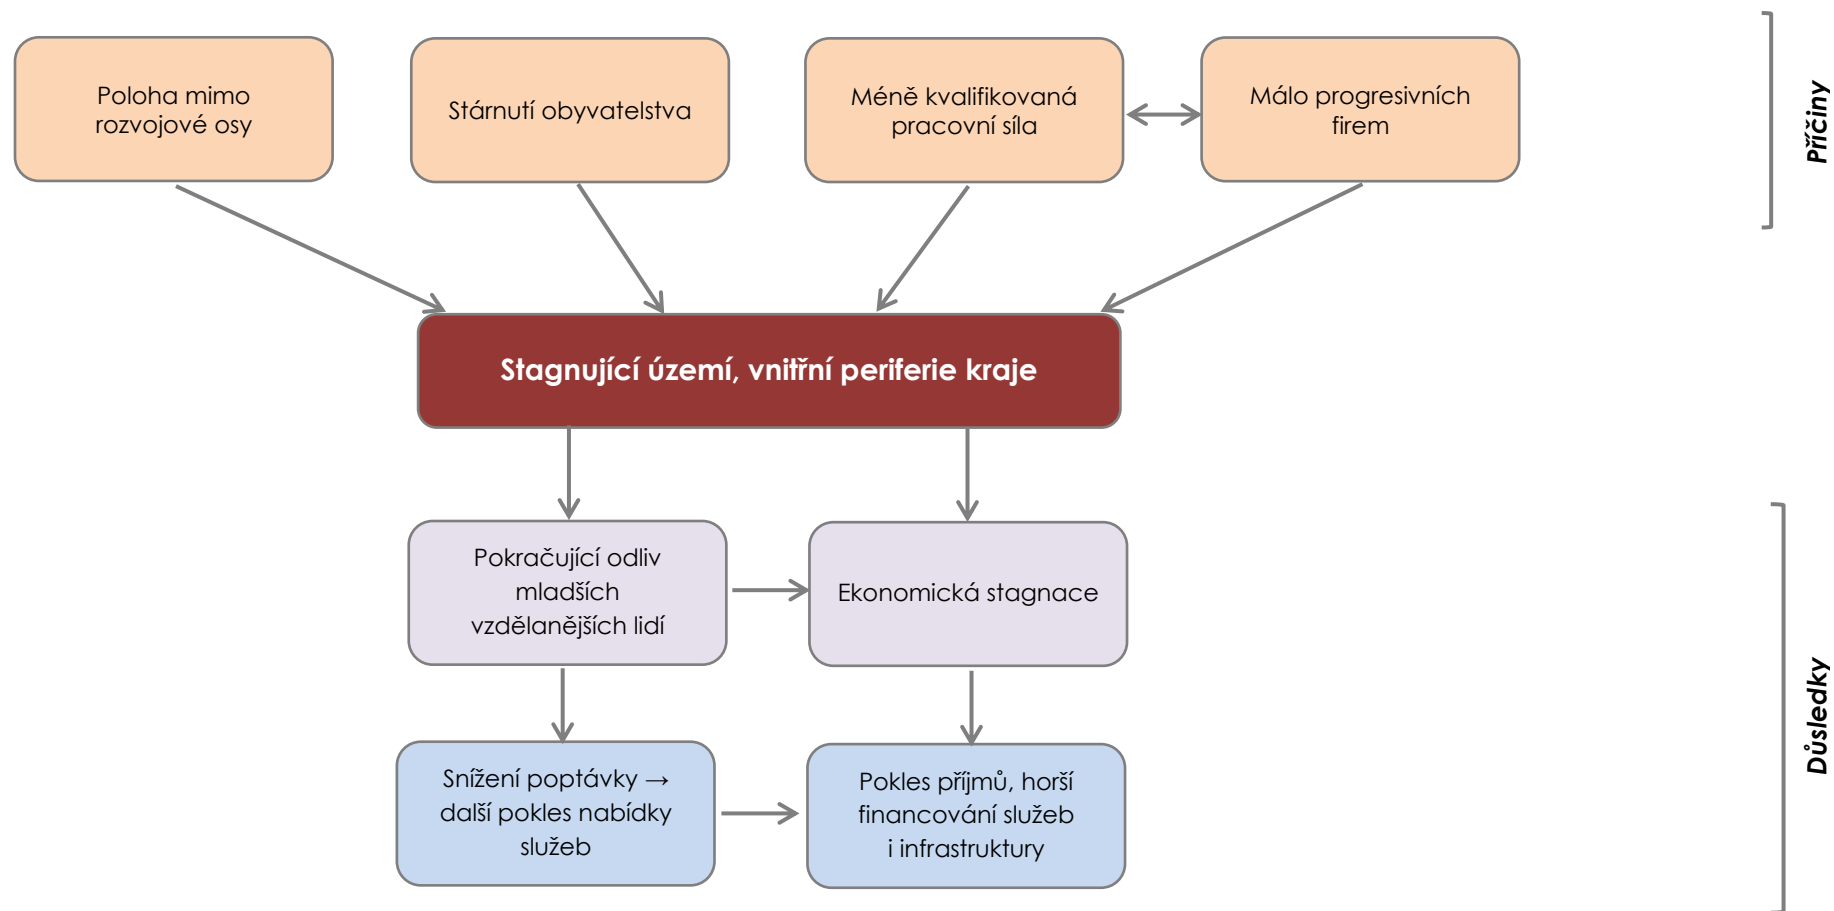 Poloha mimo
rozvojové osy
Stárnutí obyvatelstva
Méně kvalifikovaná
pracovní síla
Málo progresivních
firem
Příčiny
Stagnující území, vnitřní periferie kraje
Pokračující odliv
mladších
vzdělanějších lidí
Ekonomická stagnace
Snížení poptávky →
další pokles nabídky
služeb
Pokles příjmů, horší
financování služeb
i infrastruktury
Důsledky